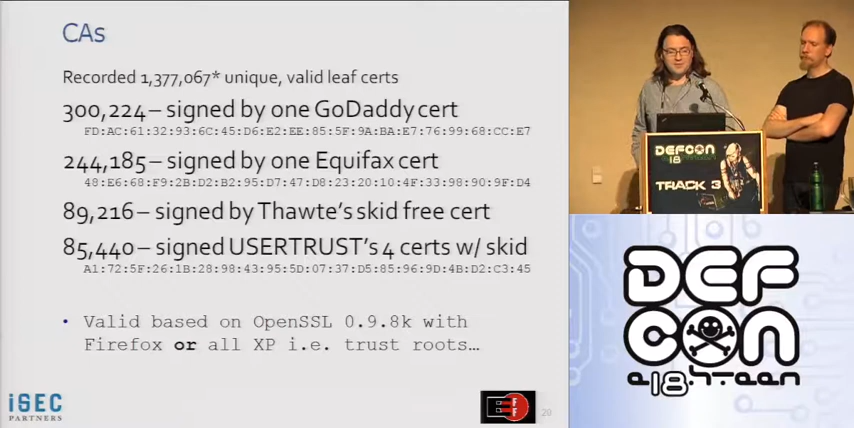 CAs
Recorded 1,377,067* unique, valid leaf certs
300,224 – signed by one GoDaddy cert
FD:AC:61:32:93:6C:45:D6:E2:EE:85:5F:9A:BA:E7:76:99:68:CC:E7
244,185 – signed by one Equifax cert
48:E6:68:F9:2B:D2:B2:95:D7:47:D8:23:20:10:4F:33:98:90:9F:D4
89,216 – signed by Thawte's skid free cert
85,440 – signed USERTRUST's 4 certs w/ skid
A1:72:5F:26:1B:28:98:43:95:5D:07:37:D5:85:96:9D:4B:D2:C3:45
• Valid based on OpenSSL 0.9.8k with
Firefox or all XP i.e. trust roots…
iSEC
PARTNERS
EFF
20
DEFCON
18
TRACK 3
DEF
CON
e18.hteen